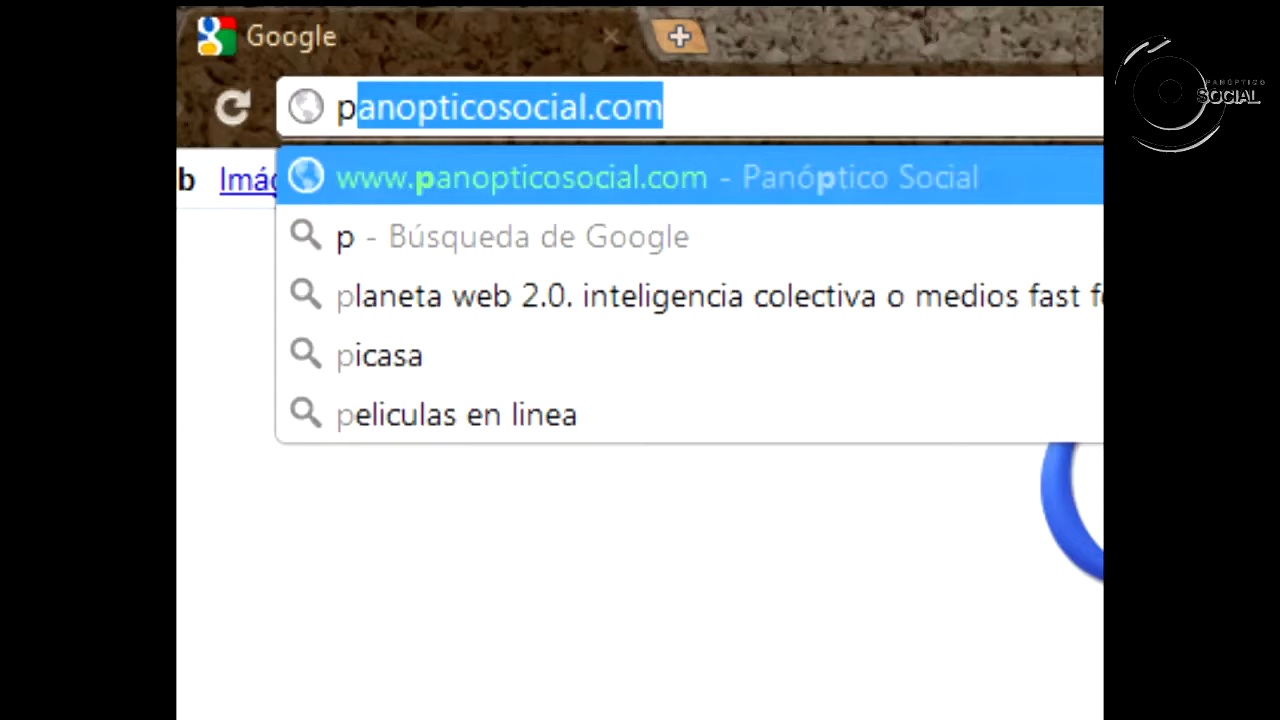 Google
panopticosocial.com
b Imág
www.panopticosocial.com - Panóptico Social
p - Búsqueda de Google
planeta web 2.0. inteligencia colectiva o medios fast f
picasa
peliculas en linea
PANÓPTICO
SOCIAL